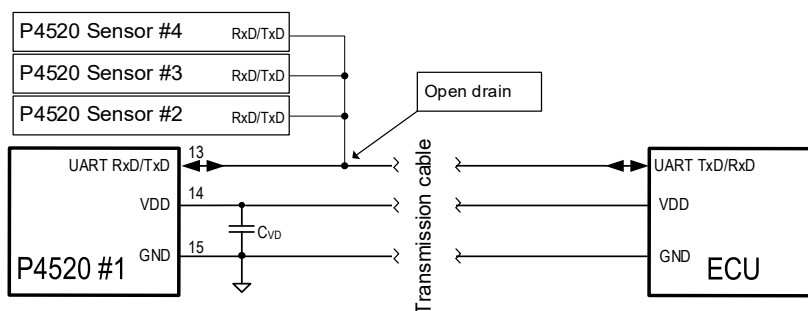 P4520 Sensor #4 RxD/TxD
P4520 Sensor #3 RxD/TxD
P4520 Sensor #2 RxD/TxD
Open drain
UART RxD/TxD 13
VDD 14
CVD
GND 15
P4520 #1
Transmission cable
UART TxD/RxD
VDD
GND
ECU